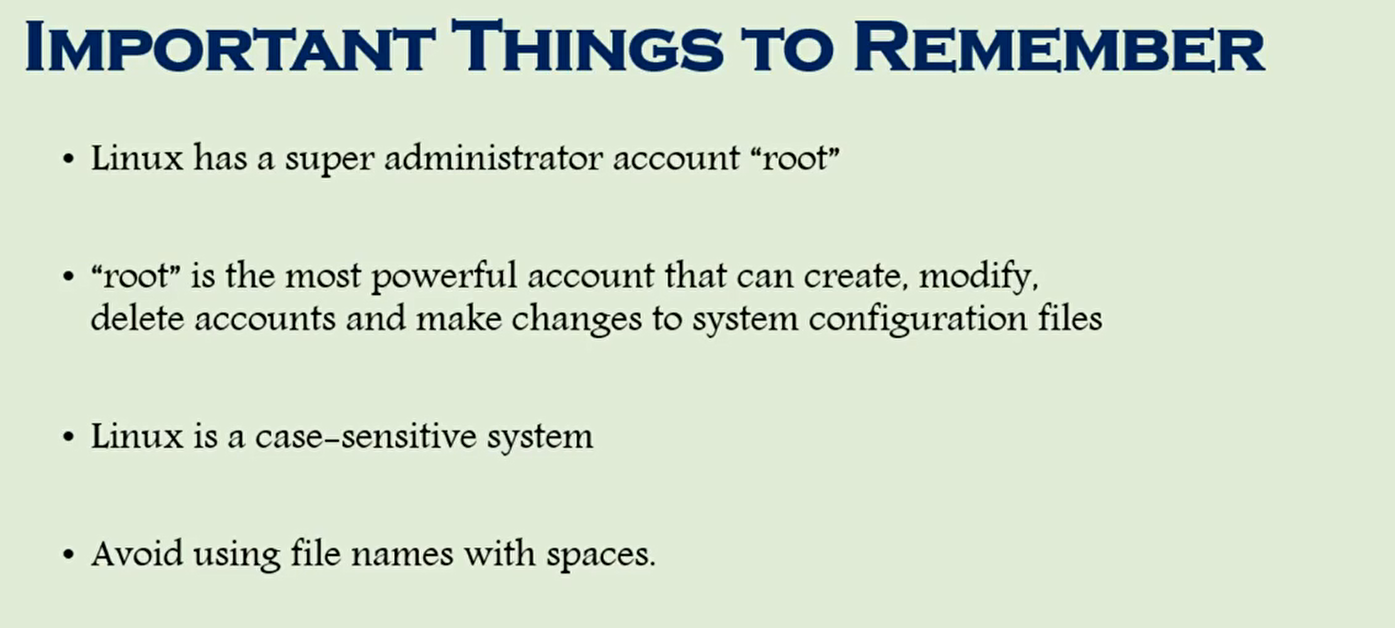 IMPORTANT THINGS TO REMEMBER
• Linux has a super administrator account “root”
• “root” is the most powerful account that can create, modify,
delete accounts and make changes to system configuration files
• Linux is a case-sensitive system
• Avoid using file names with spaces.